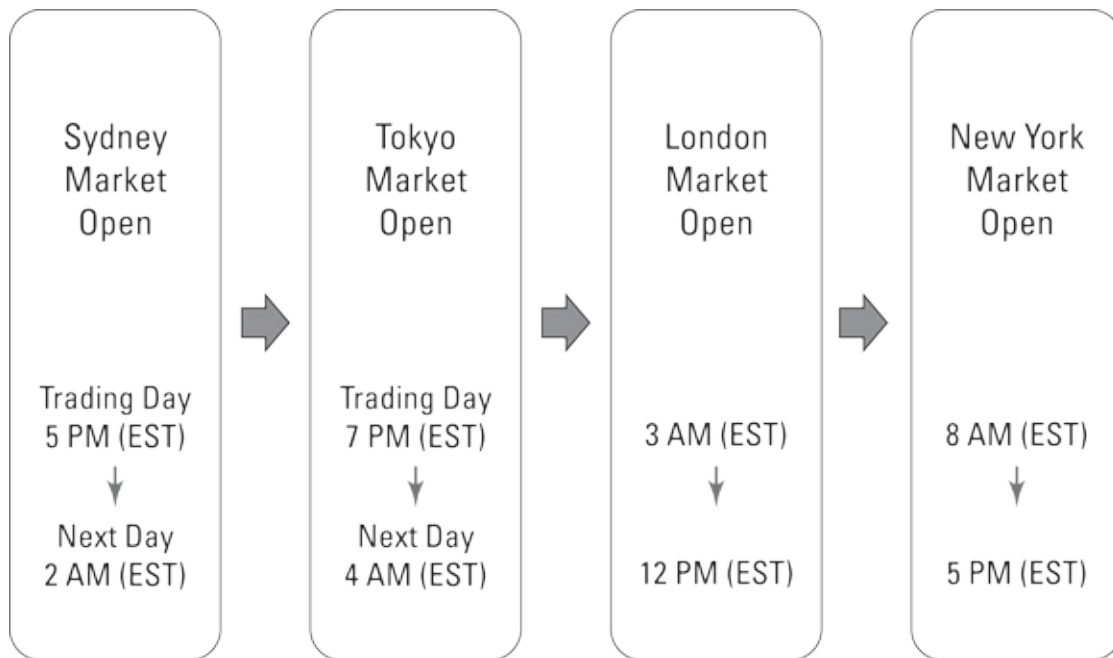 Sydney
Market
Open
Trading Day
5 PM (EST)
Next Day
2 AM (EST)
Tokyo
Market
Open
Trading Day
7 PM (EST)
Next Day
4 AM (EST)
London
Market
Open
3 AM (EST)
12 PM (EST)
New York
Market
Open
8 AM (EST)
5 PM (EST)